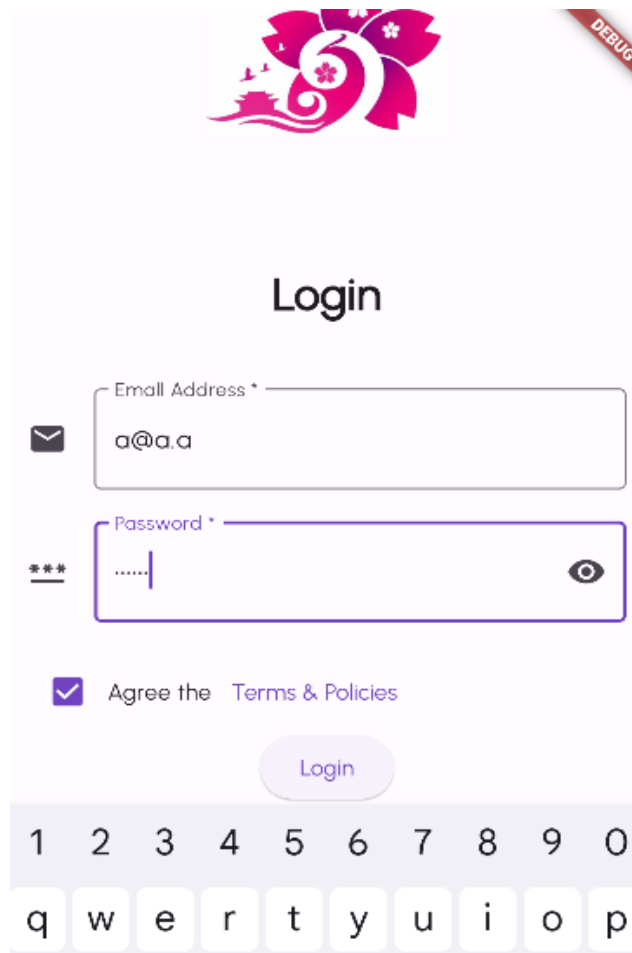 DEBUG
Login
Email Address *
a@a.a
Password *
······
***
Agree the Terms & Policies
Login
1 2 3 4 5 6 7 8 9 0
q w e r t y u i o p